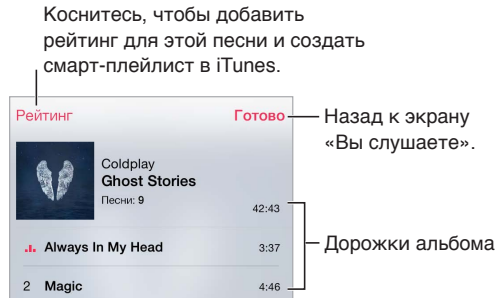 Коснитесь, чтобы добавить
рейтинг для этой песни и создать
смарт-плейлист в iTunes.
Рейтинг
Готово
Назад к экрану
«Вы слушаете».
Coldplay
Ghost Stories
Песни: 9
42:43
Always In My Head 3:37
Дорожки альбома
2 Magic 4:46